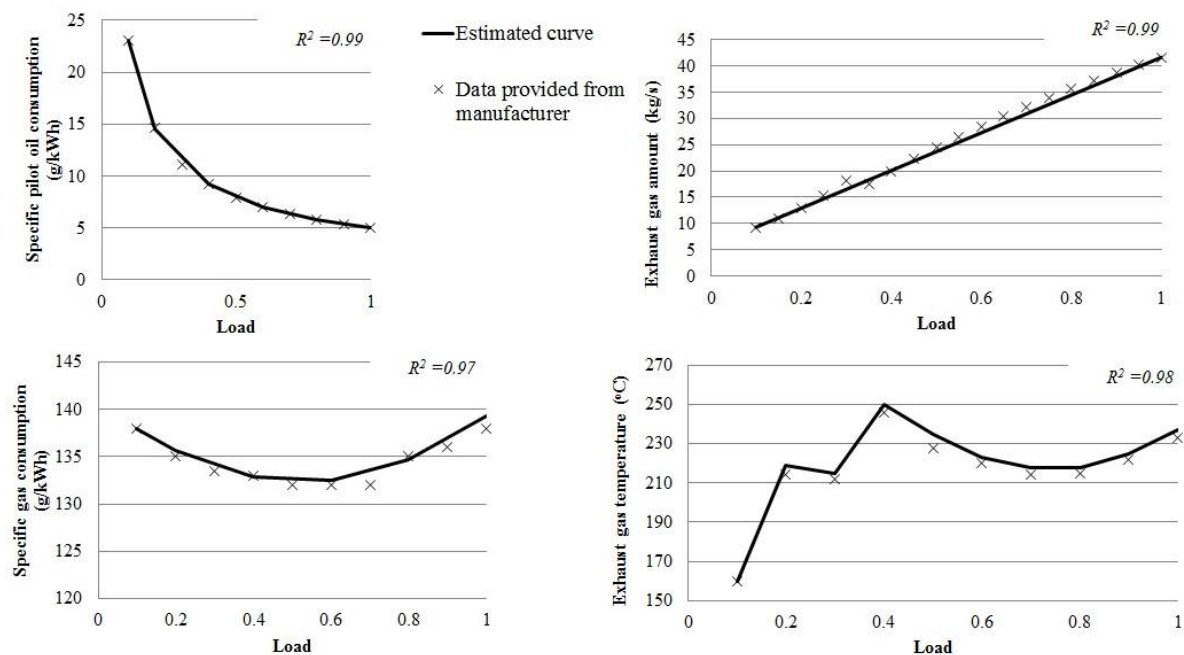 Specific pilot oil consumption
(g/kWh)
25
20
15
10
5
0
0
0.5
1
Load
R² =0.99
Estimated curve
Data provided from
manufacturer
Exhaust gas amount (kg/s)
45
40
35
30
25
20
15
10
5
0
0
0.2
0.4
0.6
0.8
1
Load
R² =0.99
Specific gas consumption
(g/kWh)
145
140
135
130
125
120
0
0.2
0.4
0.6
0.8
1
Load
R² =0.97
Exhaust gas temperature (°C)
270
250
230
210
190
170
150
0
0.2
0.4
0.6
0.8
1
Load
R² =0.98